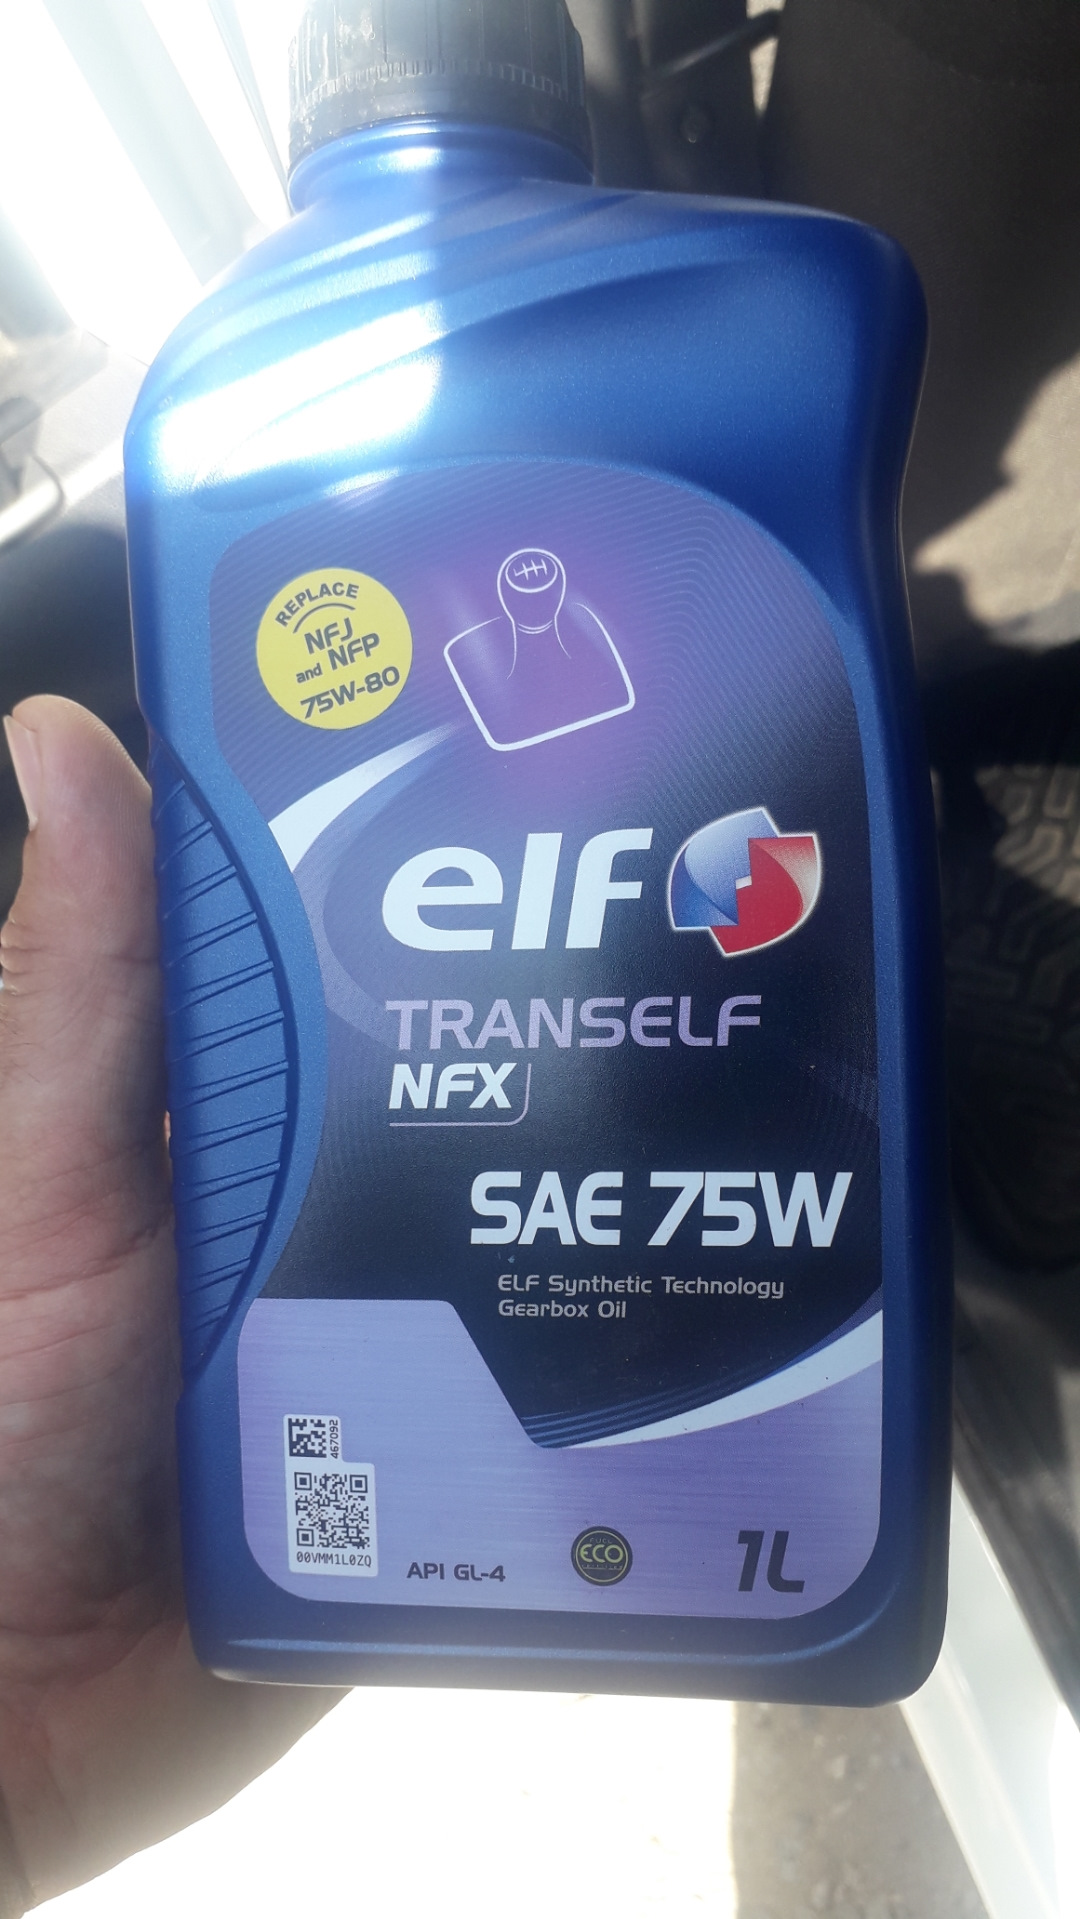 REPLACE
NFJ
and NFP
75W-80
elf
TRANSELF
NFX
SAE 75W
ELF Synthetic Technology
Gearbox Oil
467092
00VMM1L0ZQ
API GL-4
ECO
1L